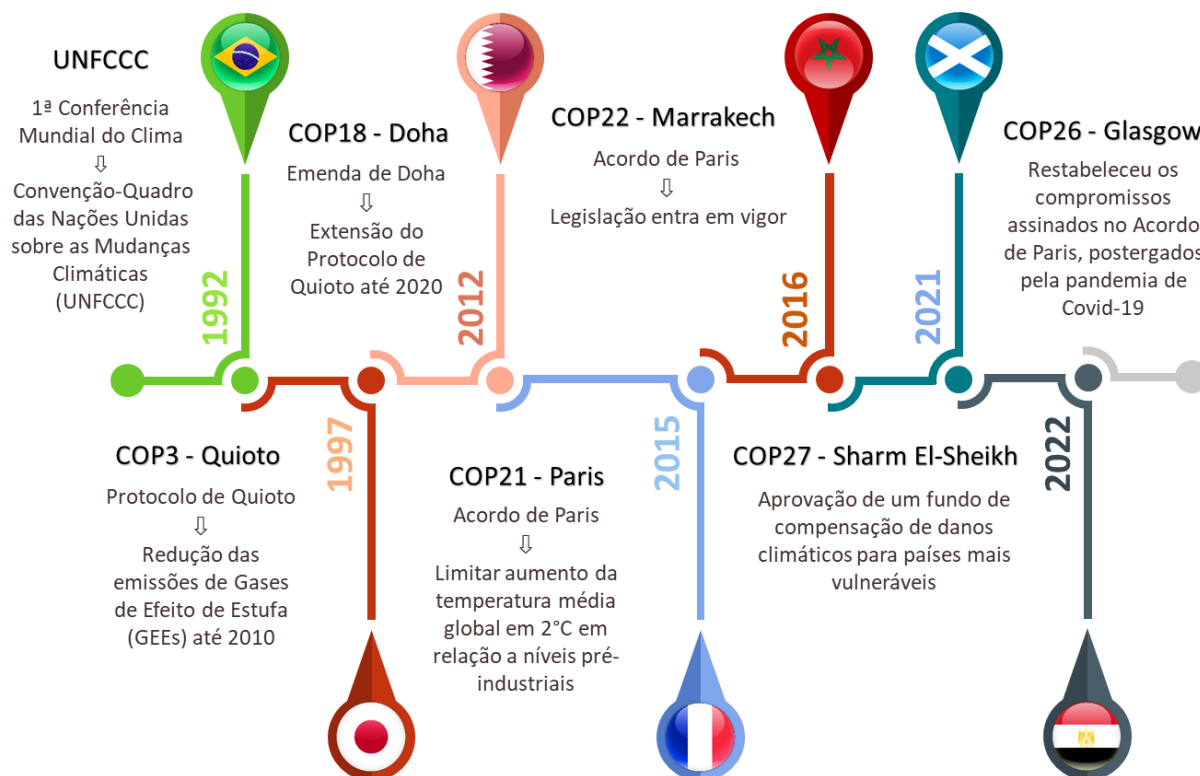 UNFCCC
1ª Conferência
Mundial do Clima
⇩
Convenção-Quadro
das Nações Unidas
sobre as Mudanças
Climáticas
(UNFCCC)
1992
COP3 - Quioto
Protocolo de Quioto
⇩
Redução das
emissões de Gases
de Efeito de Estufa
(GEEs) até 2010
1997
COP18 - Doha
Emenda de Doha
⇩
Extensão do
Protocolo de
Quioto até 2020
2012
COP21 - Paris
Acordo de Paris
⇩
Limitar aumento da
temperatura média
global em 2°C em
relação a níveis pré-
industriais
2015
COP22 - Marrakech
Acordo de Paris
⇩
Legislação entra em vigor
2016
COP26 - Glasgow
Restabeleceu os
compromissos
assinados no Acordo
de Paris, postergados
pela pandemia de
Covid-19
2021
COP27 - Sharm El-Sheikh
Aprovação de um fundo de
compensação de danos
climáticos para países mais
vulneráveis
2022